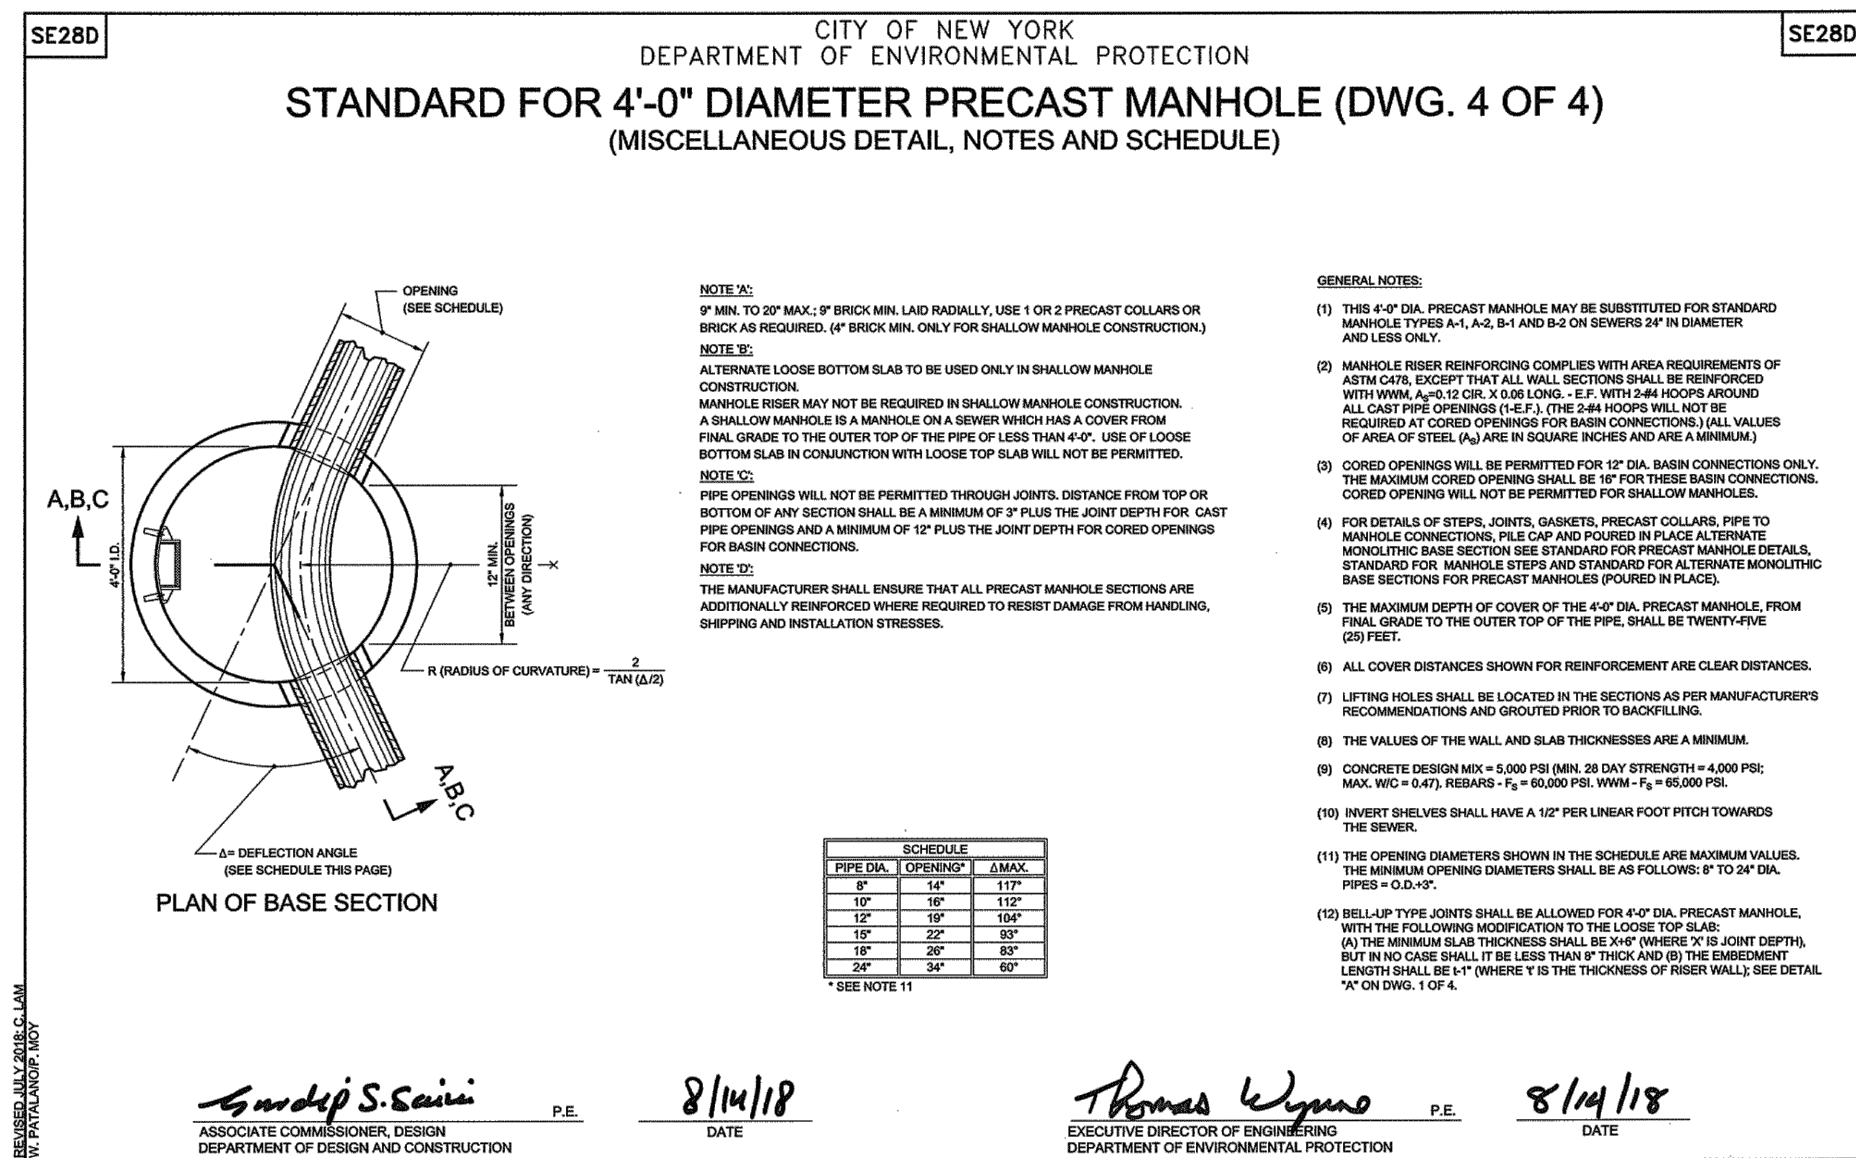 SE28D
CITY OF NEW YORK
SE28D
DEPARTMENT OF ENVIRONMENTAL PROTECTION
STANDARD FOR 4'-0" DIAMETER PRECAST MANHOLE (DWG. 4 OF 4)
(MISCELLANEOUS DETAIL, NOTES AND SCHEDULE)
OPENING
(SEE SCHEDULE)
A,B,C
4'-0" I.D.
12" MIN.
BETWEEN OPENINGS
(ANY DIRECTION)
X
R (RADIUS OF CURVATURE) = 2
TAN (Δ/2)
A,B,C
Δ= DEFLECTION ANGLE
(SEE SCHEDULE THIS PAGE)
PLAN OF BASE SECTION
NOTE 'A':
9" MIN. TO 20" MAX.; 9" BRICK MIN. LAID RADIALLY, USE 1 OR 2 PRECAST COLLARS OR
BRICK AS REQUIRED. (4" BRICK MIN. ONLY FOR SHALLOW MANHOLE CONSTRUCTION.)
NOTE 'B':
ALTERNATE LOOSE BOTTOM SLAB TO BE USED ONLY IN SHALLOW MANHOLE
CONSTRUCTION.
MANHOLE RISER MAY NOT BE REQUIRED IN SHALLOW MANHOLE CONSTRUCTION.
A SHALLOW MANHOLE IS A MANHOLE ON A SEWER WHICH HAS A COVER FROM
FINAL GRADE TO THE OUTER TOP OF THE PIPE OF LESS THAN 4'-0". USE OF LOOSE
BOTTOM SLAB IN CONJUNCTION WITH LOOSE TOP SLAB WILL NOT BE PERMITTED.
NOTE 'C':
PIPE OPENINGS WILL NOT BE PERMITTED THROUGH JOINTS. DISTANCE FROM TOP OR
BOTTOM OF ANY SECTION SHALL BE A MINIMUM OF 3" PLUS THE JOINT DEPTH FOR CAST
PIPE OPENINGS AND A MINIMUM OF 12" PLUS THE JOINT DEPTH FOR CORED OPENINGS
FOR BASIN CONNECTIONS.
NOTE 'D':
THE MANUFACTURER SHALL ENSURE THAT ALL PRECAST MANHOLE SECTIONS ARE
ADDITIONALLY REINFORCED WHERE REQUIRED TO RESIST DAMAGE FROM HANDLING,
SHIPPING AND INSTALLATION STRESSES.
SCHEDULE
PIPE DIA. OPENING* ΔMAX.
8" 14" 117°
10" 16" 112°
12" 19" 104°
15" 22" 93°
18" 26" 83°
24" 34" 60°
* SEE NOTE 11
GENERAL NOTES:
(1) THIS 4'-0" DIA. PRECAST MANHOLE MAY BE SUBSTITUTED FOR STANDARD
MANHOLE TYPES A-1, A-2, B-1 AND B-2 ON SEWERS 24" IN DIAMETER
AND LESS ONLY.
(2) MANHOLE RISER REINFORCING COMPLIES WITH AREA REQUIREMENTS OF
ASTM C478, EXCEPT THAT ALL WALL SECTIONS SHALL BE REINFORCED
WITH WWM, AS=0.12 CIR. X 0.06 LONG. - E.F. WITH 2-#4 HOOPS AROUND
ALL CAST PIPE OPENINGS (1-E.F.). (THE 2-#4 HOOPS WILL NOT BE
REQUIRED AT CORED OPENINGS FOR BASIN CONNECTIONS.) (ALL VALUES
OF AREA OF STEEL (AS) ARE IN SQUARE INCHES AND ARE A MINIMUM.)
(3) CORED OPENINGS WILL BE PERMITTED FOR 12" DIA. BASIN CONNECTIONS ONLY.
THE MAXIMUM CORED OPENING SHALL BE 16" FOR THESE BASIN CONNECTIONS.
CORED OPENING WILL NOT BE PERMITTED FOR SHALLOW MANHOLES.
(4) FOR DETAILS OF STEPS, JOINTS, GASKETS, PRECAST COLLARS, PIPE TO
MANHOLE CONNECTIONS, PILE CAP AND POURED IN PLACE ALTERNATE
MONOLITHIC BASE SECTION SEE STANDARD FOR PRECAST MANHOLE DETAILS,
STANDARD FOR MANHOLE STEPS AND STANDARD FOR ALTERNATE MONOLITHIC
BASE SECTIONS FOR PRECAST MANHOLES (POURED IN PLACE).
(5) THE MAXIMUM DEPTH OF COVER OF THE 4'-0" DIA. PRECAST MANHOLE, FROM
FINAL GRADE TO THE OUTER TOP OF THE PIPE, SHALL BE TWENTY-FIVE
(25) FEET.
(6) ALL COVER DISTANCES SHOWN FOR REINFORCEMENT ARE CLEAR DISTANCES.
(7) LIFTING HOLES SHALL BE LOCATED IN THE SECTIONS AS PER MANUFACTURER'S
RECOMMENDATIONS AND GROUTED PRIOR TO BACKFILLING.
(8) THE VALUES OF THE WALL AND SLAB THICKNESSES ARE A MINIMUM.
(9) CONCRETE DESIGN MIX = 5,000 PSI (MIN. 28 DAY STRENGTH = 4,000 PSI;
MAX. W/C = 0.47). REBARS - FS = 60,000 PSI. WWM - FS = 65,000 PSI.
(10) INVERT SHELVES SHALL HAVE A 1/2" PER LINEAR FOOT PITCH TOWARDS
THE SEWER.
(11) THE OPENING DIAMETERS SHOWN IN THE SCHEDULE ARE MAXIMUM VALUES.
THE MINIMUM OPENING DIAMETERS SHALL BE AS FOLLOWS: 8" TO 24" DIA.
PIPES = O.D.+3".
(12) BELL-UP TYPE JOINTS SHALL BE ALLOWED FOR 4'-0" DIA. PRECAST MANHOLE,
WITH THE FOLLOWING MODIFICATION TO THE LOOSE TOP SLAB:
(A) THE MINIMUM SLAB THICKNESS SHALL BE X+6" (WHERE 'X' IS JOINT DEPTH),
BUT IN NO CASE SHALL IT BE LESS THAN 8" THICK AND (B) THE EMBEDMENT
LENGTH SHALL BE t-1" (WHERE 't' IS THE THICKNESS OF RISER WALL); SEE DETAIL
"A" ON DWG. 1 OF 4.
REVISED JULY 2018: C. LAM
W. PATALANO/P. MOY
Gurdip S. Saini P.E.
ASSOCIATE COMMISSIONER, DESIGN
DEPARTMENT OF DESIGN AND CONSTRUCTION
8/14/18
DATE
Thomas Wynne P.E.
EXECUTIVE DIRECTOR OF ENGINEERING
DEPARTMENT OF ENVIRONMENTAL PROTECTION
8/14/18
DATE